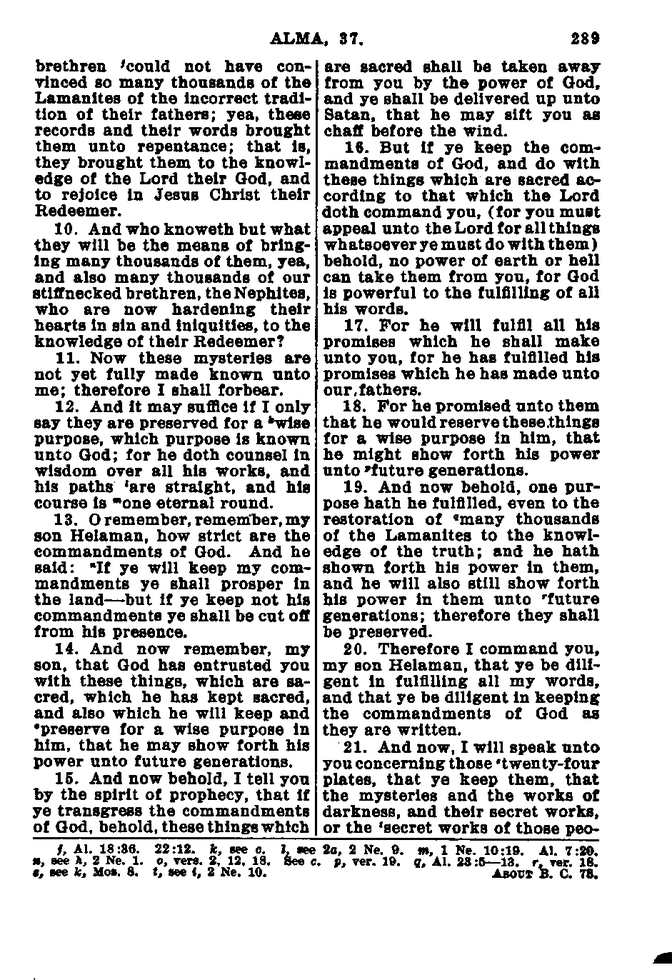 ALMA, 37. 289
brethren ʲcould not have con-
vinced so many thousands of the
Lamanites of the incorrect tradi-
tion of their fathers; yea, these
records and their words brought
them unto repentance; that is,
they brought them to the knowl-
edge of the Lord their God, and
to rejoice in Jesus Christ their
Redeemer.
10. And who knoweth but what
they will be the means of bring-
ing many thousands of them, yea,
and also many thousands of our
stiffnecked brethren, the Nephites,
who are now hardening their
hearts in sin and iniquities, to the
knowledge of their Redeemer?
11. Now these mysteries are
not yet fully made known unto
me; therefore I shall forbear.
12. And it may suffice if I only
say they are preserved for a ᵏwise
purpose, which purpose is known
unto God; for he doth counsel in
wisdom over all his works, and
his paths ˡare straight, and his
course is ᵐone eternal round.
13. O remember, remember, my
son Helaman, how strict are the
commandments of God. And he
said: ⁿIf ye will keep my com-
mandments ye shall prosper in
the land—but if ye keep not his
commandments ye shall be cut off
from his presence.
14. And now remember, my
son, that God has entrusted you
with these things, which are sa-
cred, which he has kept sacred,
and also which he will keep and
ᵒpreserve for a wise purpose in
him, that he may show forth his
power unto future generations.
15. And now behold, I tell you
by the spirit of prophecy, that if
ye transgress the commandments
of God, behold, these things which
are sacred shall be taken away
from you by the power of God,
and ye shall be delivered up unto
Satan, that he may sift you as
chaff before the wind.
16. But if ye keep the com-
mandments of God, and do with
these things which are sacred ac-
cording to that which the Lord
doth command you, (for you must
appeal unto the Lord for all things
whatsoever ye must do with them)
behold, no power of earth or hell
can take them from you, for God
is powerful to the fulfilling of all
his words.
17. For he will fulfil all his
promises which he shall make
unto you, for he has fulfilled his
promises which he has made unto
our fathers.
18. For he promised unto them
that he would reserve these things
for a wise purpose in him, that
he might show forth his power
unto ᵖfuture generations.
19. And now behold, one pur-
pose hath he fulfilled, even to the
restoration of ᑫmany thousands
of the Lamanites to the knowl-
edge of the truth; and he hath
shown forth his power in them,
and he will also still show forth
his power in them unto ʳfuture
generations; therefore they shall
be preserved.
20. Therefore I command you,
my son Helaman, that ye be dili-
gent in fulfilling all my words,
and that ye be diligent in keeping
the commandments of God as
they are written.
21. And now, I will speak unto
you concerning those ˢtwenty-four
plates, that ye keep them, that
the mysteries and the works of
darkness, and their secret works,
or the ᵗsecret works of those peo-
j, Al. 18:36. 22:12. k, see c. l, see 2a, 2 Ne. 9. m, 1 Ne. 10:19. Al. 7:20.
n, see h, 2 Ne. 1. o, vers. 2, 12, 18. See c. p, ver. 19. q, Al. 23:5—13. r, ver. 18.
s, see k, Mos. 8. t, see i, 2 Ne. 10. ABOUT B. C. 73.